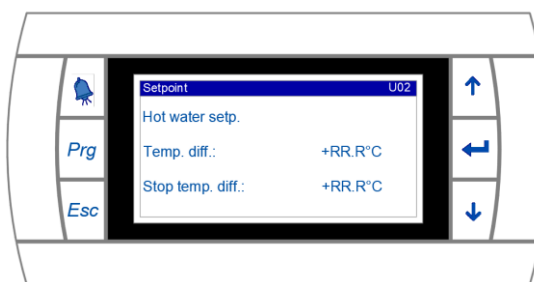 Setpoint U02
Hot water setp.
Prg
Temp. diff.: +RR.R°C
Stop temp. diff.: +RR.R°C
Esc